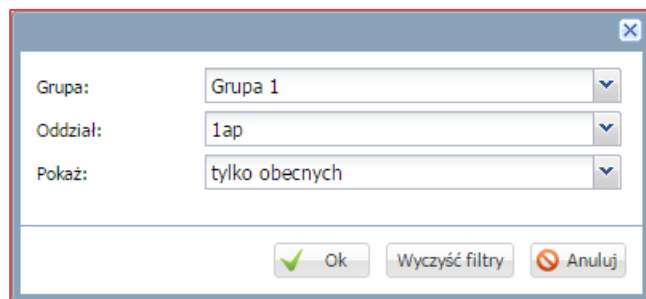 Grupa: Grupa 1
Oddział: 1ap
Pokaż: tylko obecnych
Ok Wyczyść filtry Anuluj